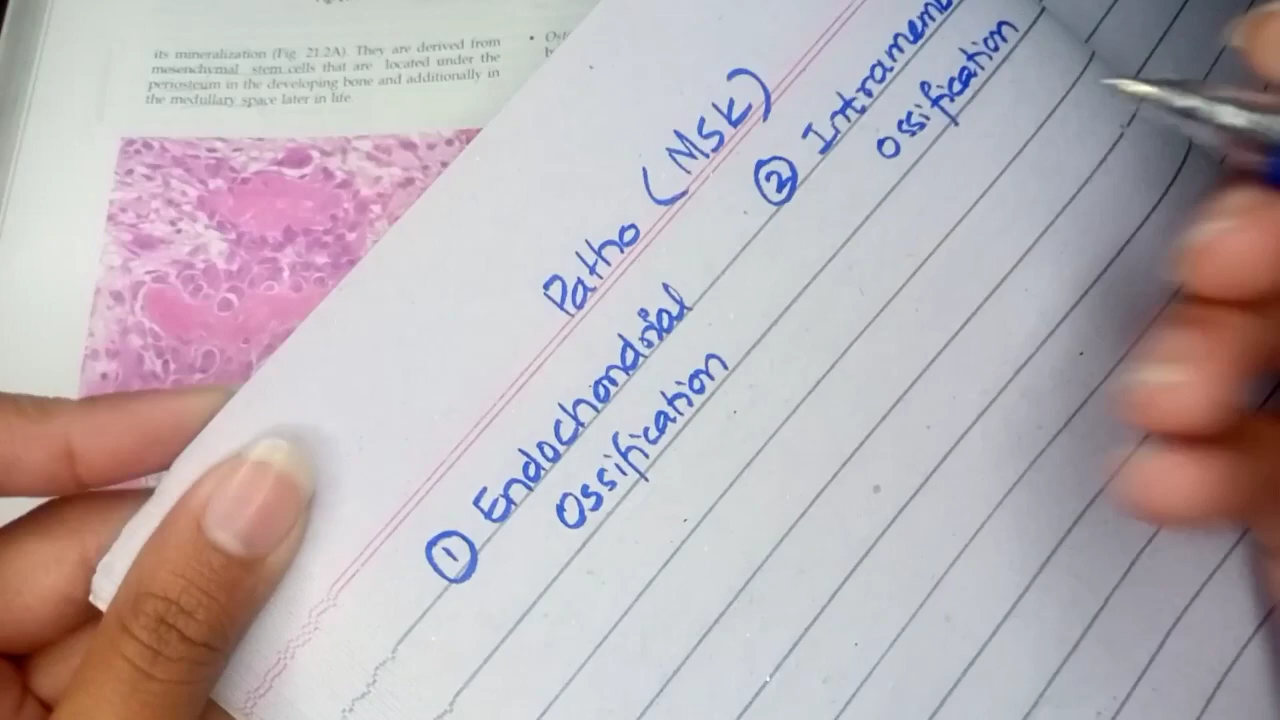 its mineralization (Fig. 21.2A). They are derived from
mesenchymal stem cells that are located under the
periosteum in the developing bone and additionally in
the medullary space later in life
Patho (MSK)
① Endochondrial
Ossification
② Intramem
Ossification